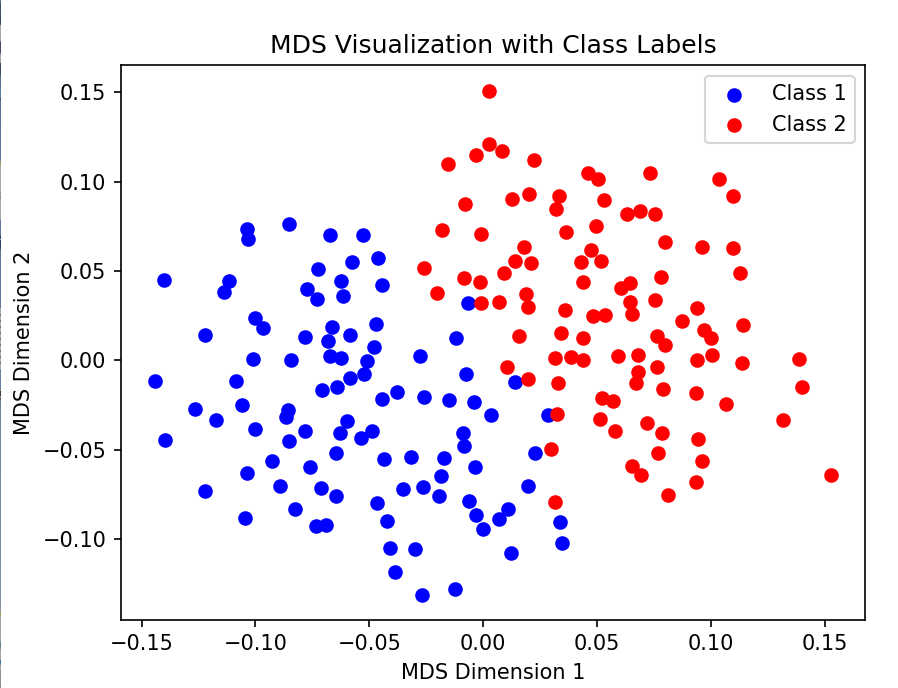 MDS Visualization with Class Labels
Class 1
Class 2
0.15
0.10
0.05
0.00
−0.05
−0.10
MDS Dimension 2
−0.15
−0.10
−0.05
0.00
0.05
0.10
0.15
MDS Dimension 1